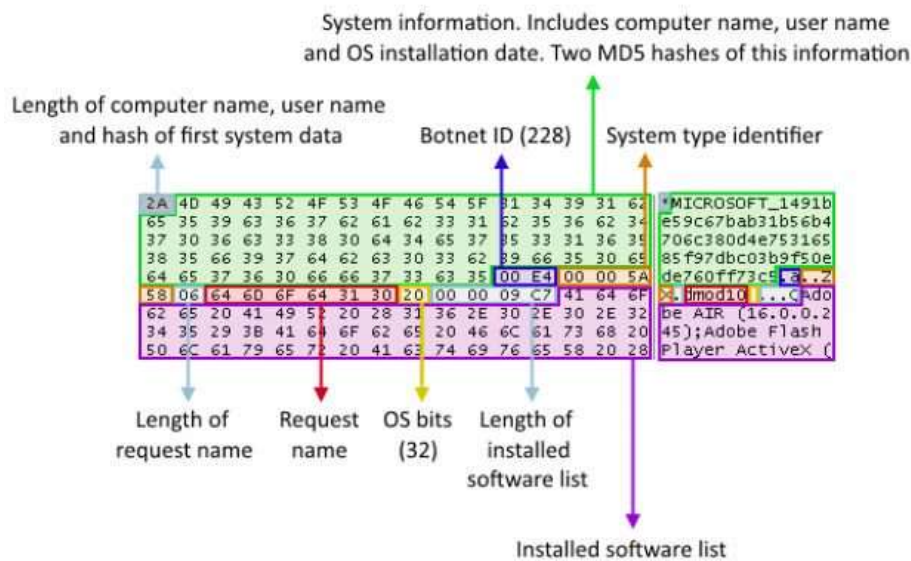 System information. Includes computer name, user name
and OS installation date. Two MD5 hashes of this information
Length of computer name, user name
and hash of first system data
Botnet ID (228)
System type identifier
2A 4D 49 43 52 4F 53 4F 46 54 5F 31 34 39 31 62 *MICROSOFT_1491b
65 35 39 63 36 37 62 61 62 33 31 62 35 36 62 34 e59c67bab31b56b4
37 30 36 63 33 38 30 64 34 65 37 35 33 31 36 35 706c380d4e753165
38 35 66 39 37 64 62 63 30 33 62 39 66 35 30 65 85f97dbc03b9f50e
64 65 37 36 30 66 66 37 33 63 35 00 E4 00 00 5A de760ff73c5.a..Z
58 06 64 6D 6F 64 31 30 20 00 00 09 C7 41 64 6F X.dmod10 ...CAdo
62 65 20 41 49 52 20 28 31 36 2E 30 2E 30 2E 32 be AIR (16.0.0.2
34 35 29 3B 41 64 6F 62 65 20 46 6C 61 73 68 20 45);Adobe Flash
50 6C 61 79 65 72 20 41 63 74 69 76 65 58 20 28 Player ActiveX (
Length of
request name
Request
name
OS bits
(32)
Length of
installed
software list
Installed software list